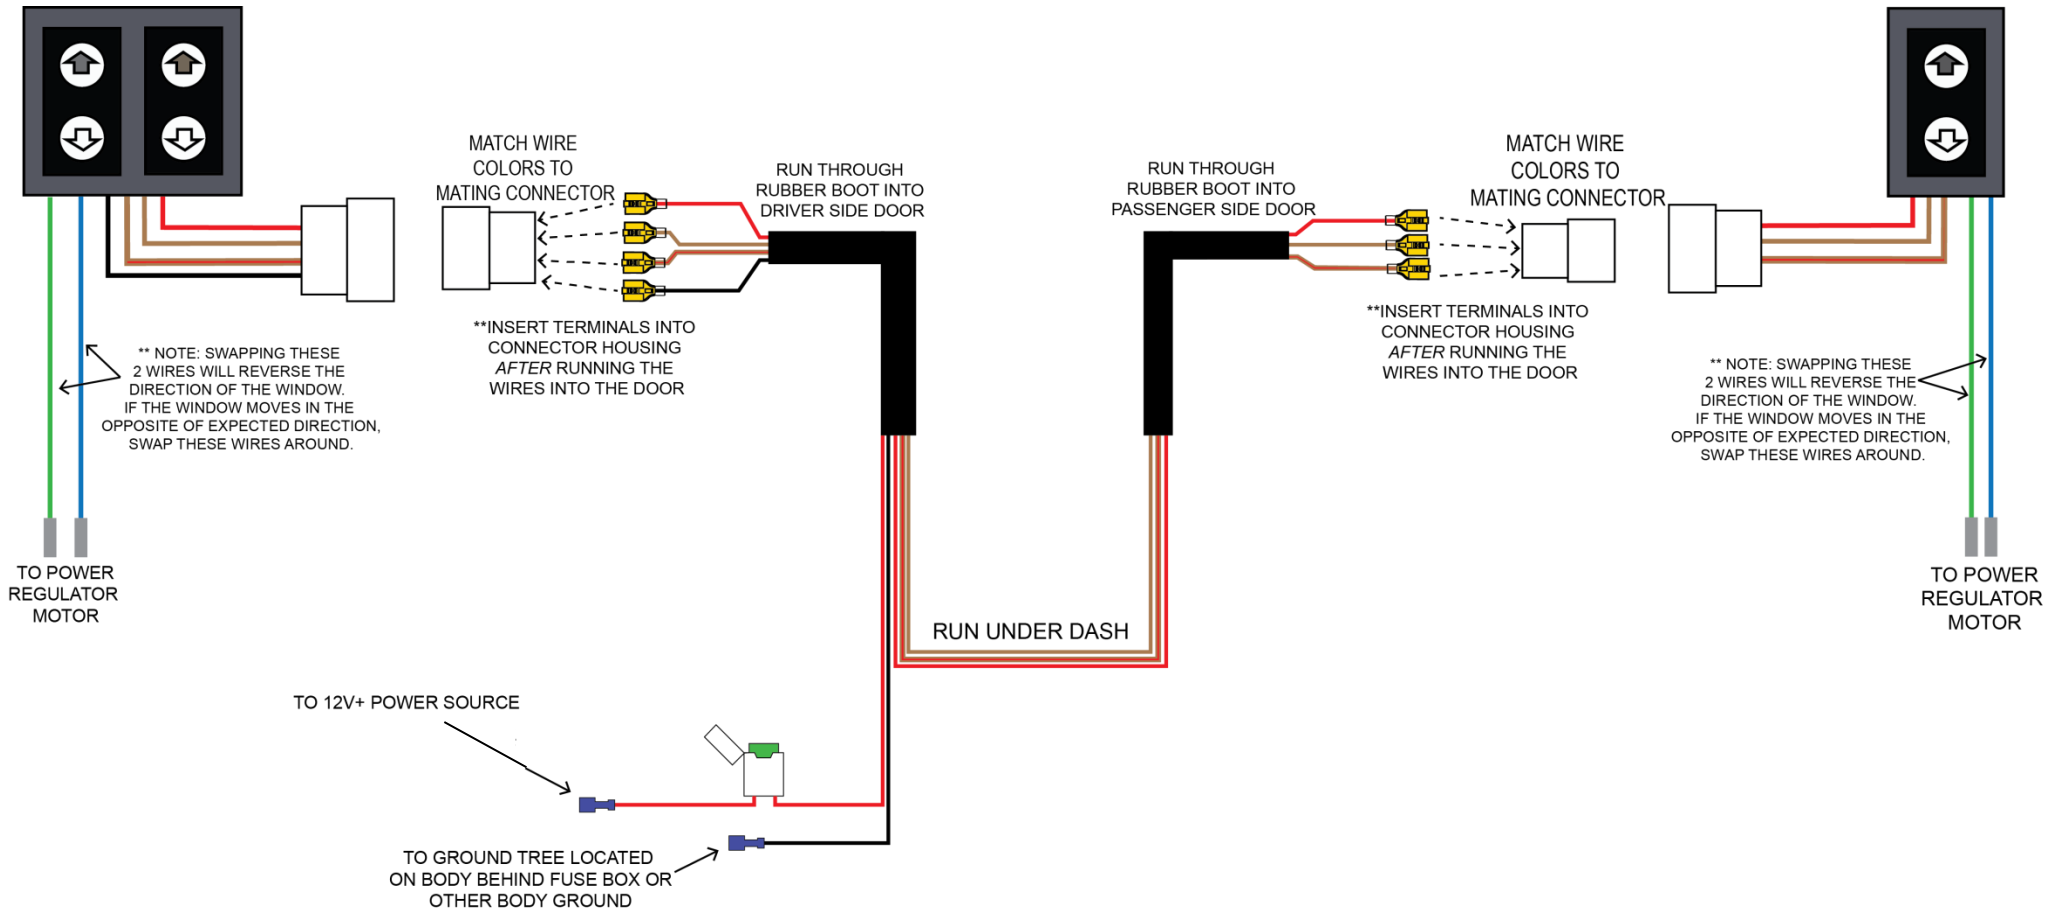 MATCH WIRE
COLORS TO
MATING CONNECTOR
RUN THROUGH
RUBBER BOOT INTO
DRIVER SIDE DOOR
RUN THROUGH
RUBBER BOOT INTO
PASSENGER SIDE DOOR
MATCH WIRE
COLORS TO
MATING CONNECTOR
**INSERT TERMINALS INTO
CONNECTOR HOUSING
AFTER RUNNING THE
WIRES INTO THE DOOR
**INSERT TERMINALS INTO
CONNECTOR HOUSING
AFTER RUNNING THE
WIRES INTO THE DOOR
** NOTE: SWAPPING THESE
2 WIRES WILL REVERSE THE
DIRECTION OF THE WINDOW.
IF THE WINDOW MOVES IN THE
OPPOSITE OF EXPECTED DIRECTION,
SWAP THESE WIRES AROUND.
** NOTE: SWAPPING THESE
2 WIRES WILL REVERSE THE
DIRECTION OF THE WINDOW.
IF THE WINDOW MOVES IN THE
OPPOSITE OF EXPECTED DIRECTION,
SWAP THESE WIRES AROUND.
TO POWER
REGULATOR
MOTOR
TO POWER
REGULATOR
MOTOR
RUN UNDER DASH
TO 12V+ POWER SOURCE
TO GROUND TREE LOCATED
ON BODY BEHIND FUSE BOX OR
OTHER BODY GROUND